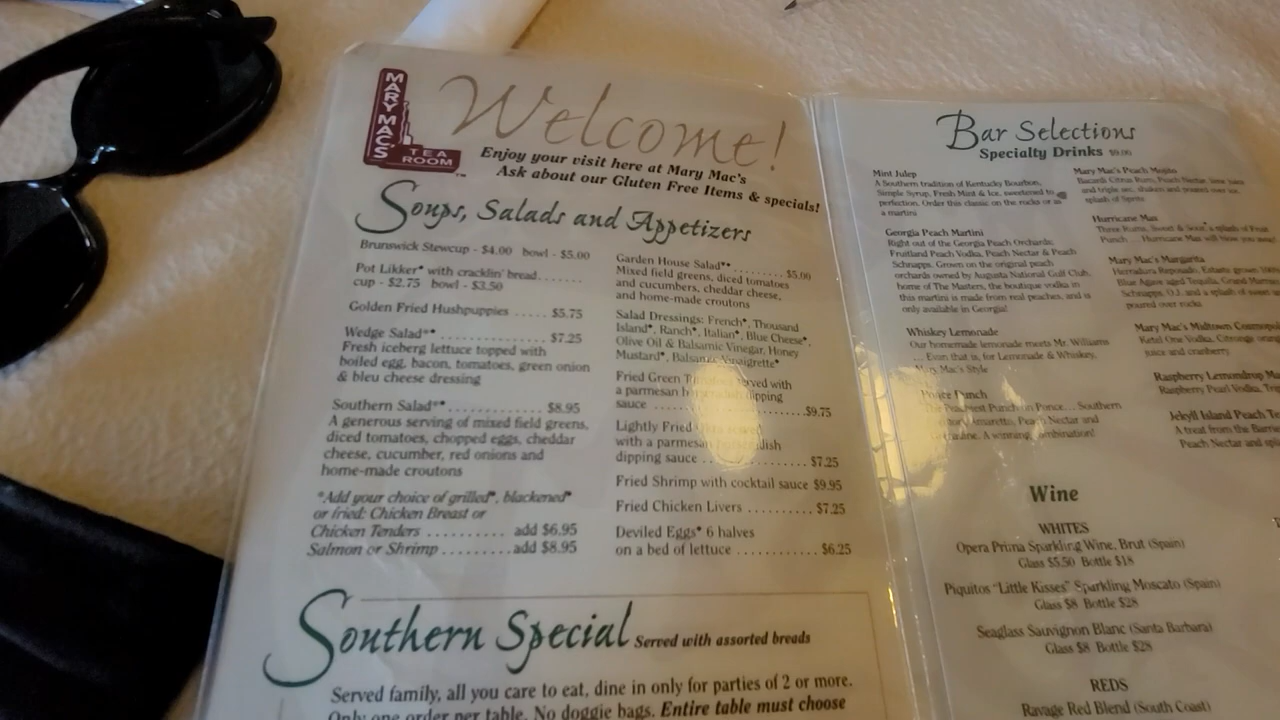 MARY MAC'S
TEA
ROOM
Welcome!
Enjoy your visit here at Mary Mac's
Ask about our Gluten Free Items & specials!
Soups, Salads and Appetizers
Brunswick Stewcup - $4.00 bowl - $5.00
Pot Likker* with cracklin' bread.......
cup - $2.75 bowl - $3.50
Golden Fried Hushpuppies ..... $5.75
Wedge Salad** ................ $7.25
Fresh iceberg lettuce topped with
boiled egg, bacon, tomatoes, green onion
& bleu cheese dressing
Southern Salad** ............ $8.95
A generous serving of mixed field greens,
diced tomatoes, chopped eggs, cheddar
cheese, cucumber, red onions and
home-made croutons
*Add your choice of grilled*, blackened*
or fried: Chicken Breast or
Chicken Tenders .......... add $6.95
Salmon or Shrimp ......... add $8.95
Garden House Salad** ......... $5.00
Mixed field greens, diced tomatoes
and cucumbers, cheddar cheese,
and home-made croutons
Salad Dressings: French*, Thousand
Island*, Ranch*, Italian*, Blue Cheese*,
Olive Oil & Balsamic Vinegar, Honey
Mustard*, Balsamic Vinaigrette*
Fried Green served with
a parmesan dipping
sauce ....................... $9.75
Lightly Fried
with a parmesan
dipping sauce ............... $7.25
Fried Shrimp with cocktail sauce $9.95
Fried Chicken Livers .......... $7.25
Deviled Eggs* 6 halves
on a bed of lettuce ............ $6.25
Southern Special Served with assorted breads
Served family, all you care to eat, dine in only for parties of 2 or more.
Only one order per table. No doggie bags. Entire table must choose
Bar Selections
Specialty Drinks $9.00
Mint Julep
A Southern tradition of Kentucky Bourbon,
Simple Syrup, Fresh Mint & Ice, sweetened to
perfection. Order this classic on the rocks or as
a martini
Georgia Peach Martini
Right out of the Georgia Peach Orchards:
Fruitland Peach Vodka, Peach Nectar & Peach
Schnapps. Grown on the original peach
orchards owned by Augusta National Golf Club,
home of The Masters, the boutique vodka in
this martini is made from real peaches, and is
only available in Georgia!
Whiskey Lemonade
Our homemade lemonade meets Mr. Williams
... Even that is, for Lemonade & Whiskey,
Mary Mac's Style
Ponce Punch
The Peachiest Punch on Ponce... Southern
Amaretto, Peach Nectar and
A winning combination!
Mary Mac's Peach Mojito
Bacardi Citrus Rum, Peach Nectar, lime juice
and triple sec, shaken and poured over ice,
splash of Sprite
Hurricane Mac
Three Rums, Sweet & Sour, a splash of Fruit
Punch ... Hurricane Mac will blow you away!
Mary Mac's Margarita
Herradura Reposado, Estate grown 100%
Blue Agave aged Tequila, Grand Marnier
Schnapps, O.J. and a splash of sweet
poured over rocks
Mary Mac's Midtown Cosmopo
Ketel One Vodka, Citronge orange
juice and cranberry
Raspberry Lemondrop Ma
Raspberry Pearl Vodka,
Jekyll Island Peach Te
A treat from the Barrie
Peach Nectar and
Wine
WHITES
Opera Prima Sparkling Wine, Brut (Spain)
Glass $5.50 Bottle $18
Piquitos "Little Kisses" Sparkling Moscato (Spain)
Glass $8 Bottle $28
Seaglass Sauvignon Blanc (Santa Barbara)
Glass $8 Bottle $28
REDS
Ravage Red Blend (South Coast)